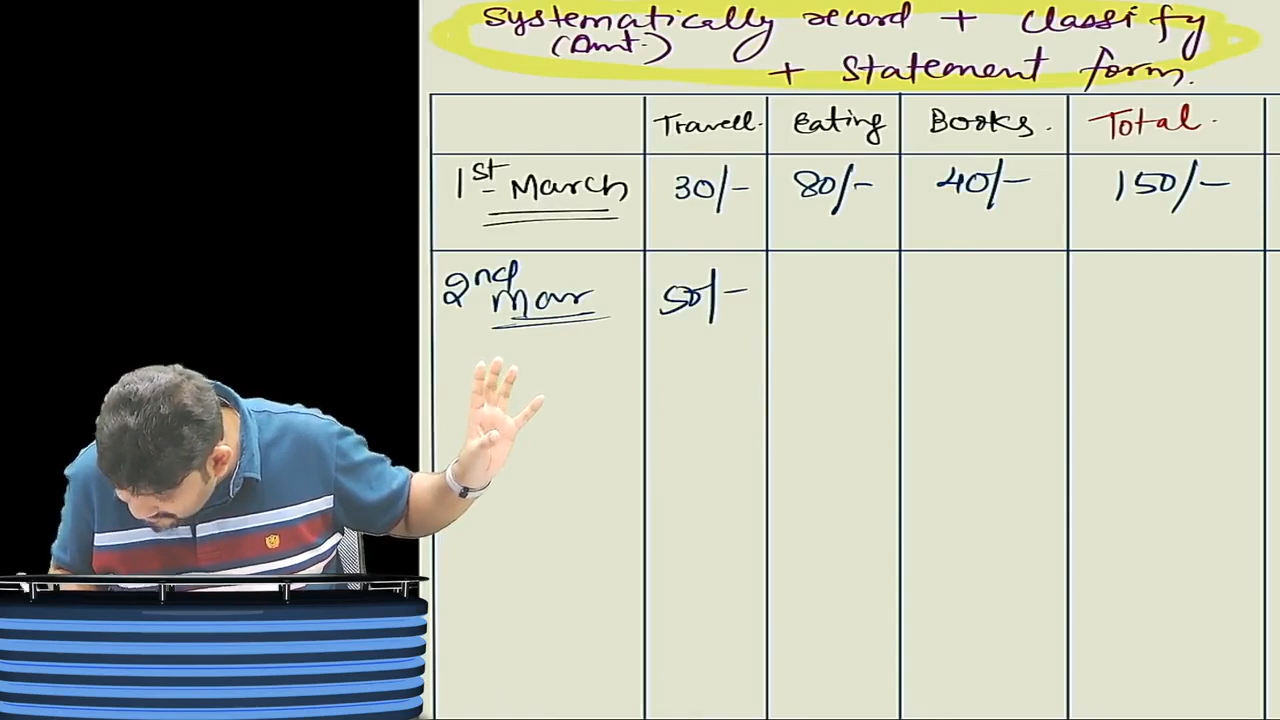 systematically record + classify
(Amt.)
+ statement form.
Travell. Eating Books. Total.
1st March 30/- 80/- 40/- 150/-
2nd Mar 50/-